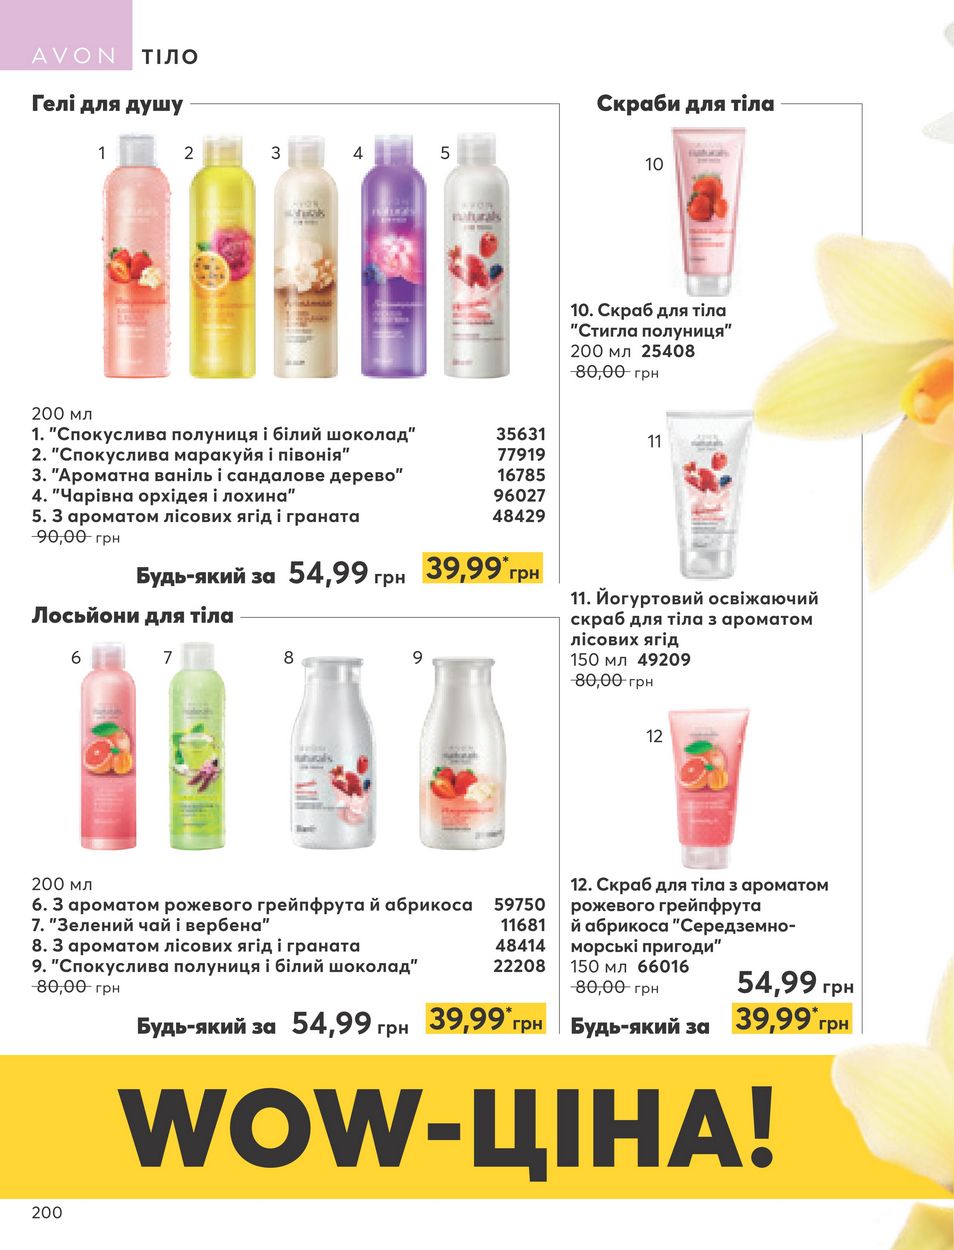 AVON ТІЛО
Гелі для душу
1
2
3
4
5
AVON
naturals
200 мл
1. "Спокуслива полуниця і білий шоколад" 35631
2. "Спокуслива маракуйя і півонія" 77919
3. "Ароматна ваніль і сандалове дерево" 16785
4. "Чарівна орхідея і лохина" 96027
5. З ароматом лісових ягід і граната 48429
90,00 грн
Будь-який за 54,99 грн 39,99* грн
Лосьйони для тіла
6
7
8
9
AVON
naturals
200 мл
6. З ароматом рожевого грейпфрута й абрикоса 59750
7. "Зелений чай і вербена" 11681
8. З ароматом лісових ягід і граната 48414
9. "Спокуслива полуниця і білий шоколад" 22208
80,00 грн
Будь-який за 54,99 грн 39,99* грн
Скраби для тіла
10
naturals
10. Скраб для тіла
"Стигла полуниця"
200 мл 25408
80,00 грн
11
naturals
11. Йогуртовий освіжаючий
скраб для тіла з ароматом
лісових ягід
150 мл 49209
80,00 грн
12
12. Скраб для тіла з ароматом
рожевого грейпфрута
й абрикоса "Середземно-
морські пригоди"
150 мл 66016
80,00 грн
54,99 грн
Будь-який за 39,99* грн
WOW-ЦІНА!
200